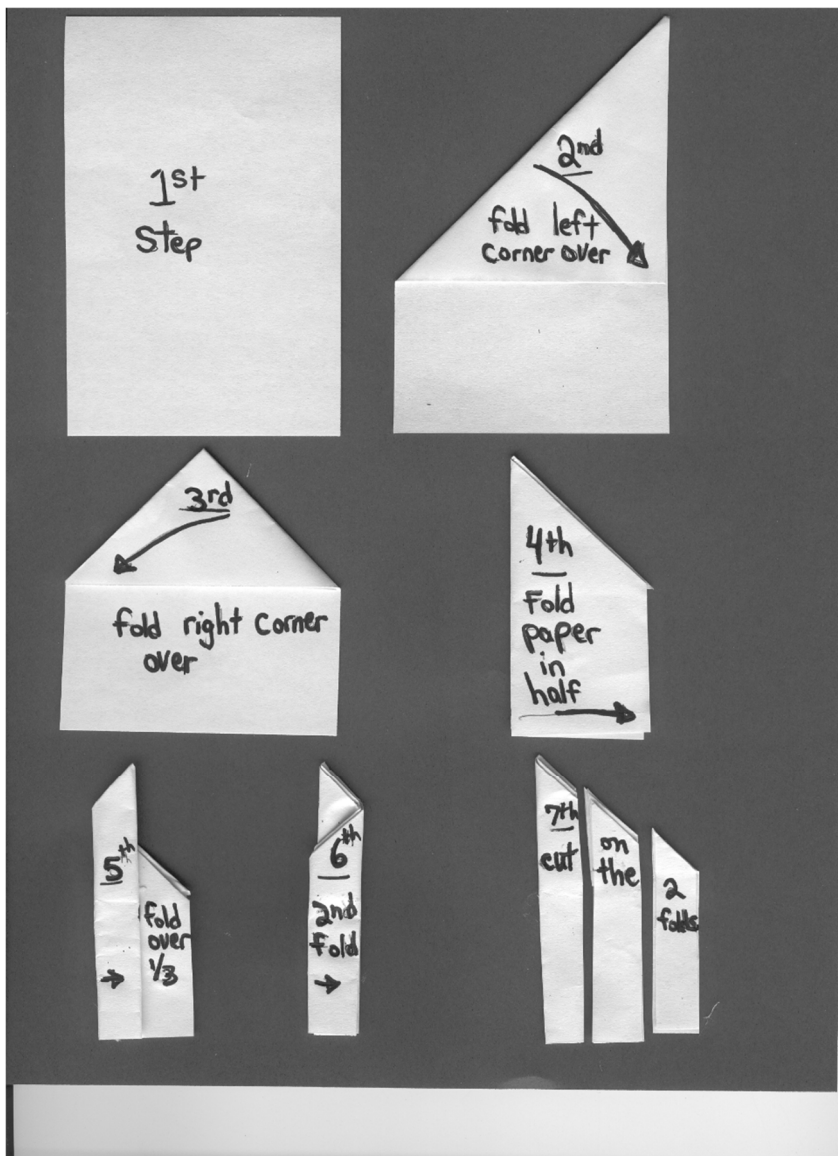 1st
Step
2nd
fold left
corner over
3rd
fold right corner
over
4th
Fold
paper
in
half
5th
fold
over
1/3
6th
2nd
Fold
7th
cut
on
the
2
folds